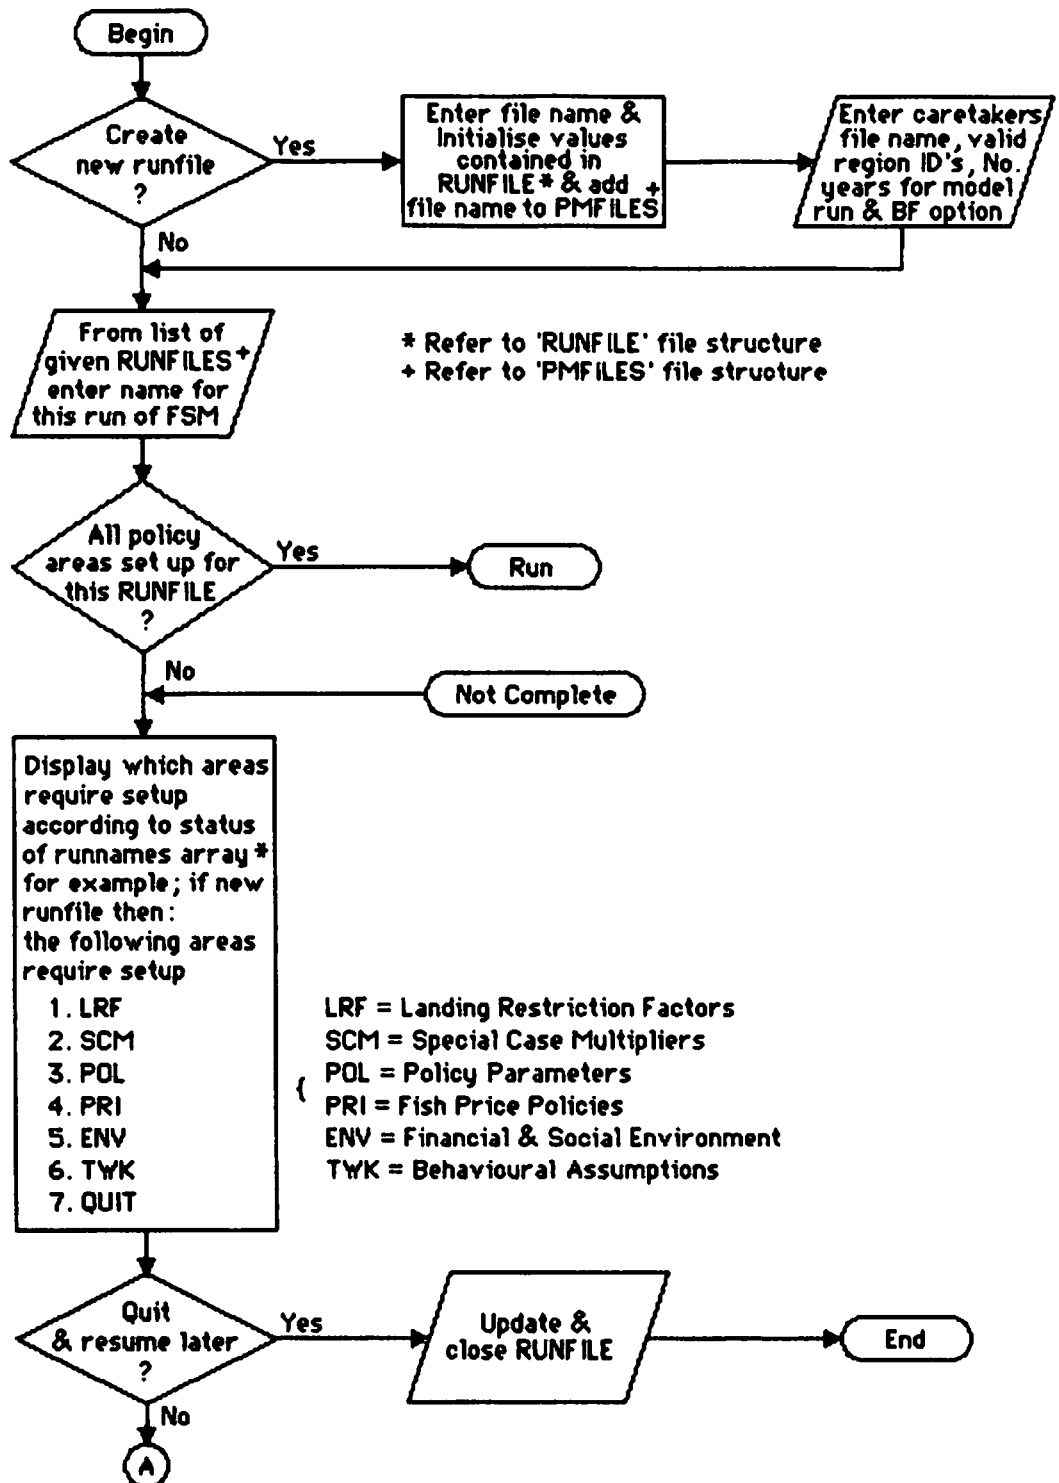 Begin
Create
new runfile
?
Yes
Enter file name &
Initialise values
contained in
RUNFILE* & add +
file name to PMFILES
Enter caretakers
file name, valid
region ID's, No.
years for model
run & BF option
No
From list of
given RUNFILES+
enter name for
this run of FSM
* Refer to 'RUNFILE' file structure
+ Refer to 'PMFILES' file structure
All policy
areas set up for
this RUNFILE
?
Yes
Run
No
Not Complete
Display which areas
require setup
according to status
of runnames array*
for example; if new
runfile then:
the following areas
require setup
1. LRF
2. SCM
3. POL
4. PRI
5. ENV
6. TWK
7. QUIT
{
LRF = Landing Restriction Factors
SCM = Special Case Multipliers
POL = Policy Parameters
PRI = Fish Price Policies
ENV = Financial & Social Environment
TWK = Behavioural Assumptions
Quit
& resume later
?
Yes
Update &
close RUNFILE
End
No
A